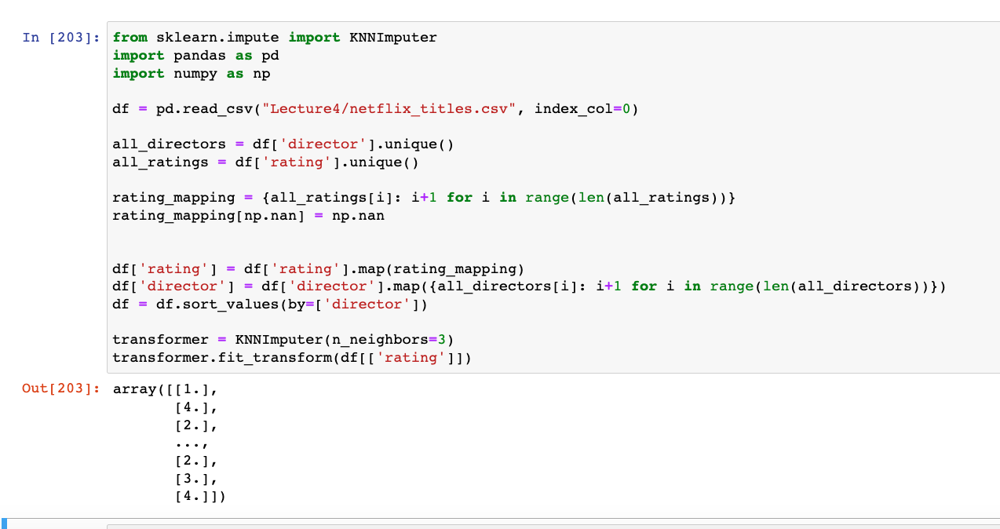 In [203]: from sklearn.impute import KNNImputer
import pandas as pd
import numpy as np
df = pd.read_csv("Lecture4/netflix_titles.csv", index_col=0)
all_directors = df['director'].unique()
all_ratings = df['rating'].unique()
rating_mapping = {all_ratings[i]: i+1 for i in range(len(all_ratings))}
rating_mapping[np.nan] = np.nan
df['rating'] = df['rating'].map(rating_mapping)
df['director'] = df['director'].map({all_directors[i]: i+1 for i in range(len(all_directors))})
df = df.sort_values(by=['director'])
transformer = KNNImputer(n_neighbors=3)
transformer.fit_transform(df[['rating']])
Out[203]: array([[1.],
[4.],
[2.],
...,
[2.],
[3.],
[4.]])